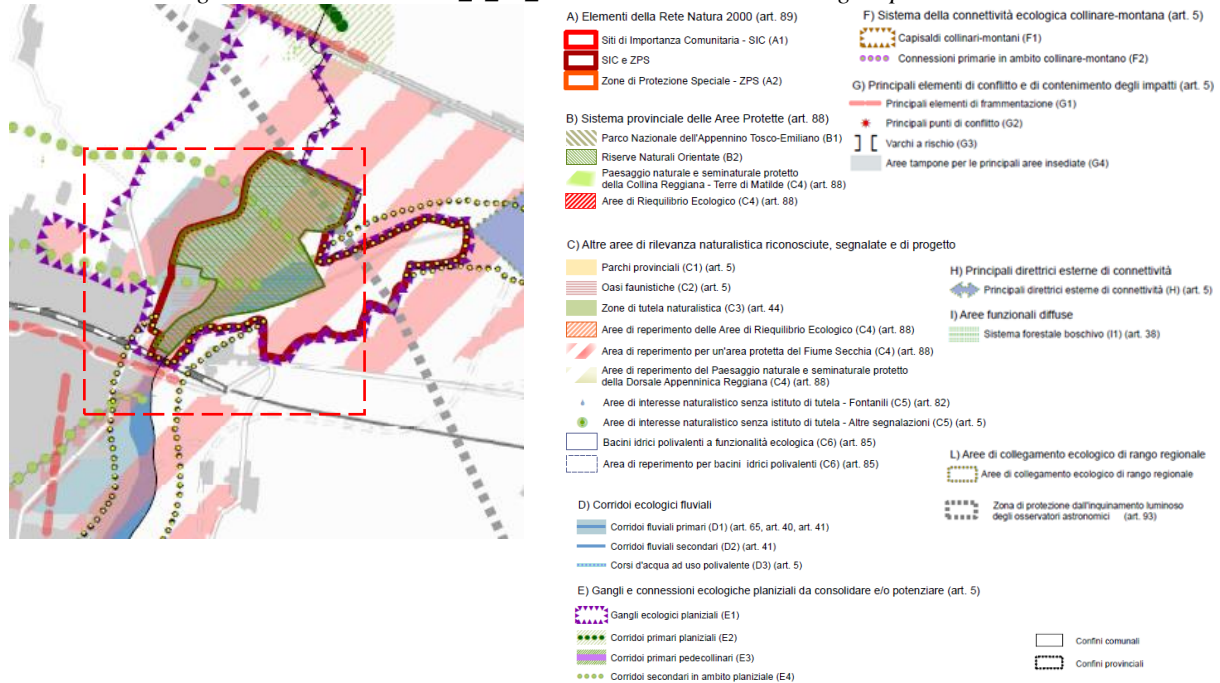 A) Elementi della Rete Natura 2000 (art. 89)
Siti di Importanza Comunitaria - SIC (A1)
SIC e ZPS
Zone di Protezione Speciale - ZPS (A2)
B) Sistema provinciale delle Aree Protette (art. 88)
Parco Nazionale dell'Appennino Tosco-Emiliano (B1)
Riserve Naturali Orientate (B2)
Paesaggio naturale e seminaturale protetto
della Collina Reggiana - Terre di Matilde (C4) (art. 88)
Aree di Riequilibrio Ecologico (C4) (art. 88)
C) Altre aree di rilevanza naturalistica riconosciute, segnalate e di progetto
Parchi provinciali (C1) (art. 5)
Oasi faunistiche (C2) (art. 5)
Zone di tutela naturalistica (C3) (art. 44)
Aree di reperimento delle Aree di Riequilibrio Ecologico (C4) (art. 88)
Area di reperimento per un'area protetta del Fiume Secchia (C4) (art. 88)
Area di reperimento del Paesaggio naturale e seminaturale protetto
della Dorsale Appenninica Reggiana (C4) (art. 88)
Aree di interesse naturalistico senza istituto di tutela - Fontanili (C5) (art. 82)
Aree di interesse naturalistico senza istituto di tutela - Altre segnalazioni (C5) (art. 5)
Bacini idrici polivalenti a funzionalità ecologica (C6) (art. 85)
Area di reperimento per bacini idrici polivalenti (C6) (art. 85)
D) Corridoi ecologici fluviali
Corridoi fluviali primari (D1) (art. 65, art. 40, art. 41)
Corridoi fluviali secondari (D2) (art. 41)
Corsi d'acqua ad uso polivalente (D3) (art. 5)
E) Gangli e connessioni ecologiche planiziali da consolidare e/o potenziare (art. 5)
Gangli ecologici planiziali (E1)
Corridoi primari planiziali (E2)
Corridoi primari pedecollinari (E3)
Corridoi secondari in ambito planiziale (E4)
F) Sistema della connettività ecologica collinare-montana (art. 5)
Capisaldi collinari-montani (F1)
Connessioni primarie in ambito collinare-montano (F2)
G) Principali elementi di conflitto e di contenimento degli impatti (art. 5)
Principali elementi di frammentazione (G1)
Principali punti di conflitto (G2)
Varchi a rischio (G3)
Aree tampone per le principali aree insediate (G4)
H) Principali direttrici esterne di connettività
Principali direttrici esterne di connettività (H) (art. 5)
I) Aree funzionali diffuse
Sistema forestale boschivo (I1) (art. 38)
L) Aree di collegamento ecologico di rango regionale
Aree di collegamento ecologico di rango regionale
Zona di protezione dall'inquinamento luminoso
degli osservatori astronomici (art. 93)
Confini comunali
Confini provinciali